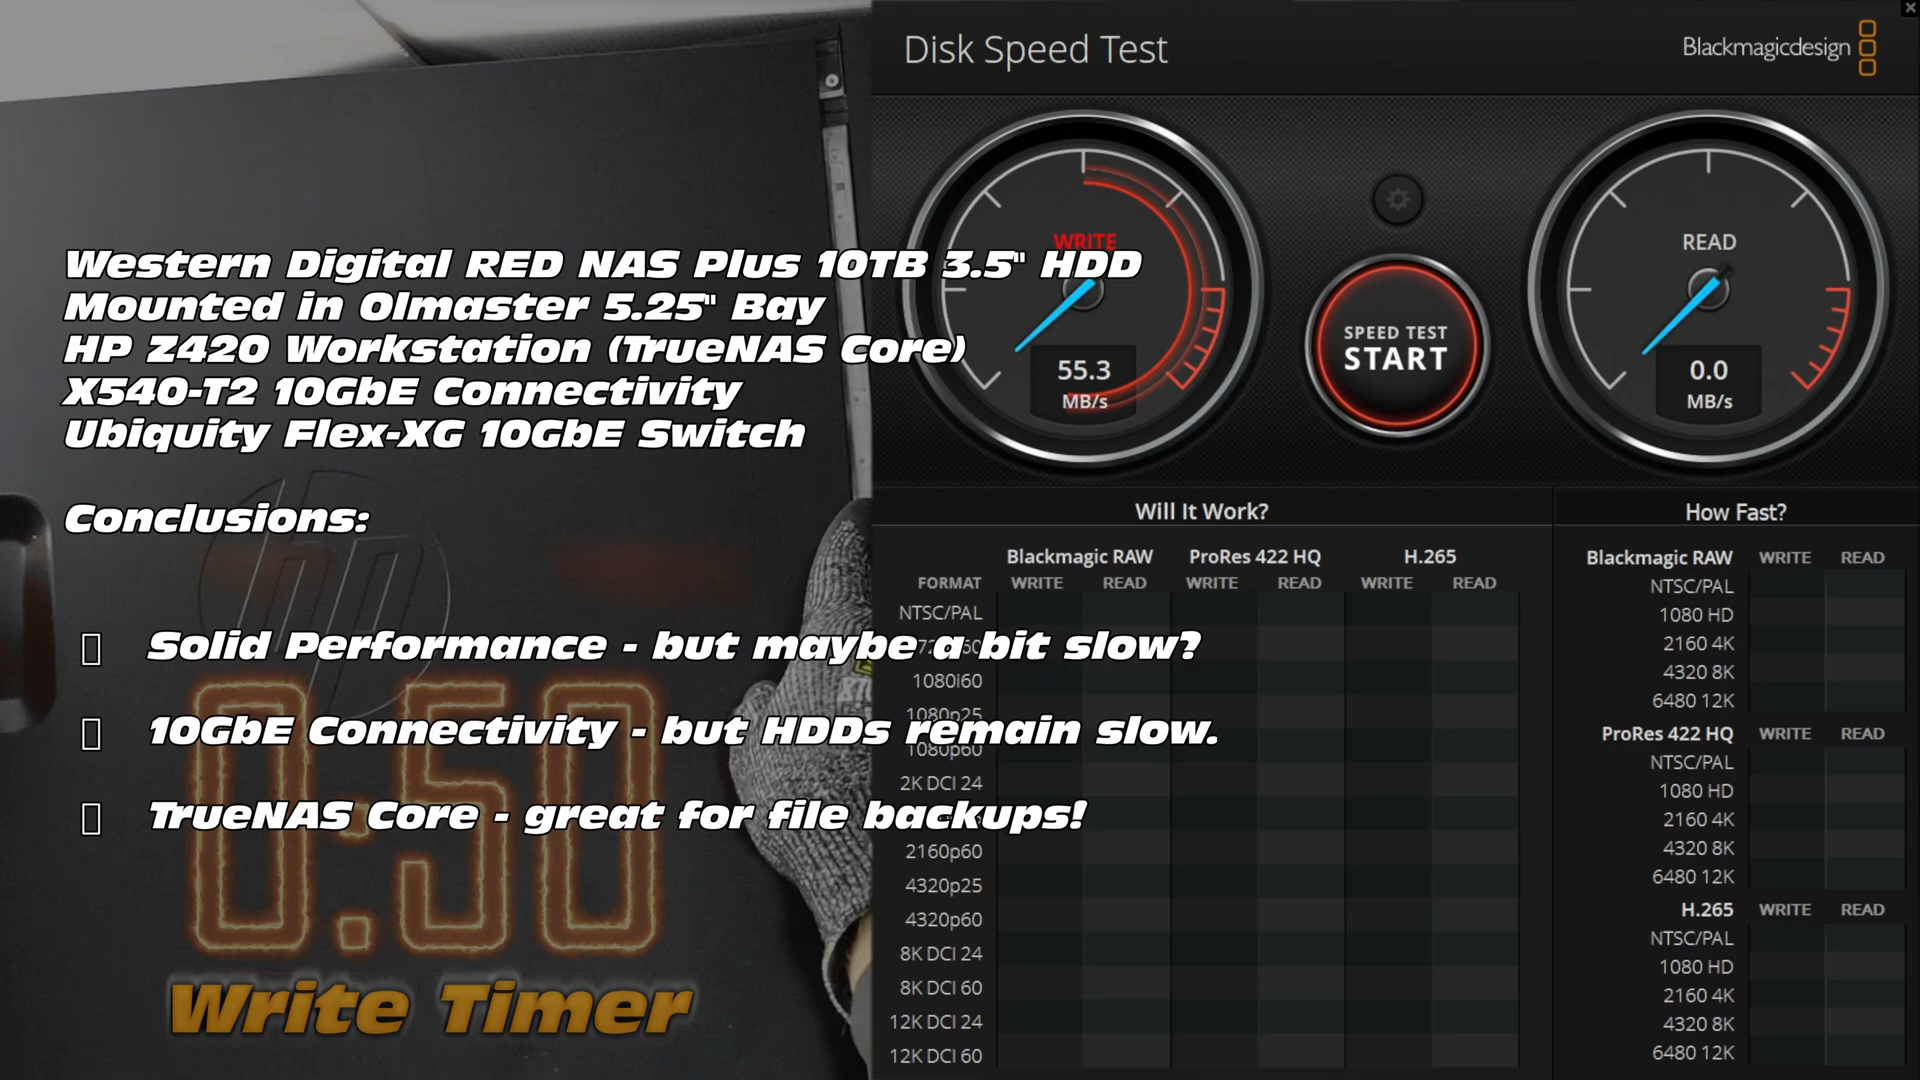 Western Digital RED NAS Plus 10TB 3.5" HDD
Mounted in Olmaster 5.25" Bay
HP Z420 Workstation (TrueNAS Core)
X540-T2 10GbE Connectivity
Ubiquity Flex-XG 10GbE Switch
Conclusions:
Solid Performance - but maybe a bit slow?
10GbE Connectivity - but HDDs remain slow.
TrueNAS Core - great for file backups!
hp
0:50
Write Timer
Disk Speed Test
Blackmagicdesign
WRITE
55.3
MB/s
SPEED TEST
START
READ
0.0
MB/s
Will It Work?
Blackmagic RAW ProRes 422 HQ H.265
FORMAT WRITE READ WRITE READ WRITE READ
NTSC/PAL
1080i60
1080p25
1080p60
2K DCI 24
2160p60
4320p25
4320p60
8K DCI 24
8K DCI 60
12K DCI 24
12K DCI 60
How Fast?
Blackmagic RAW WRITE READ
NTSC/PAL
1080 HD
2160 4K
4320 8K
6480 12K
ProRes 422 HQ WRITE READ
NTSC/PAL
1080 HD
2160 4K
4320 8K
6480 12K
H.265 WRITE READ
NTSC/PAL
1080 HD
2160 4K
4320 8K
6480 12K